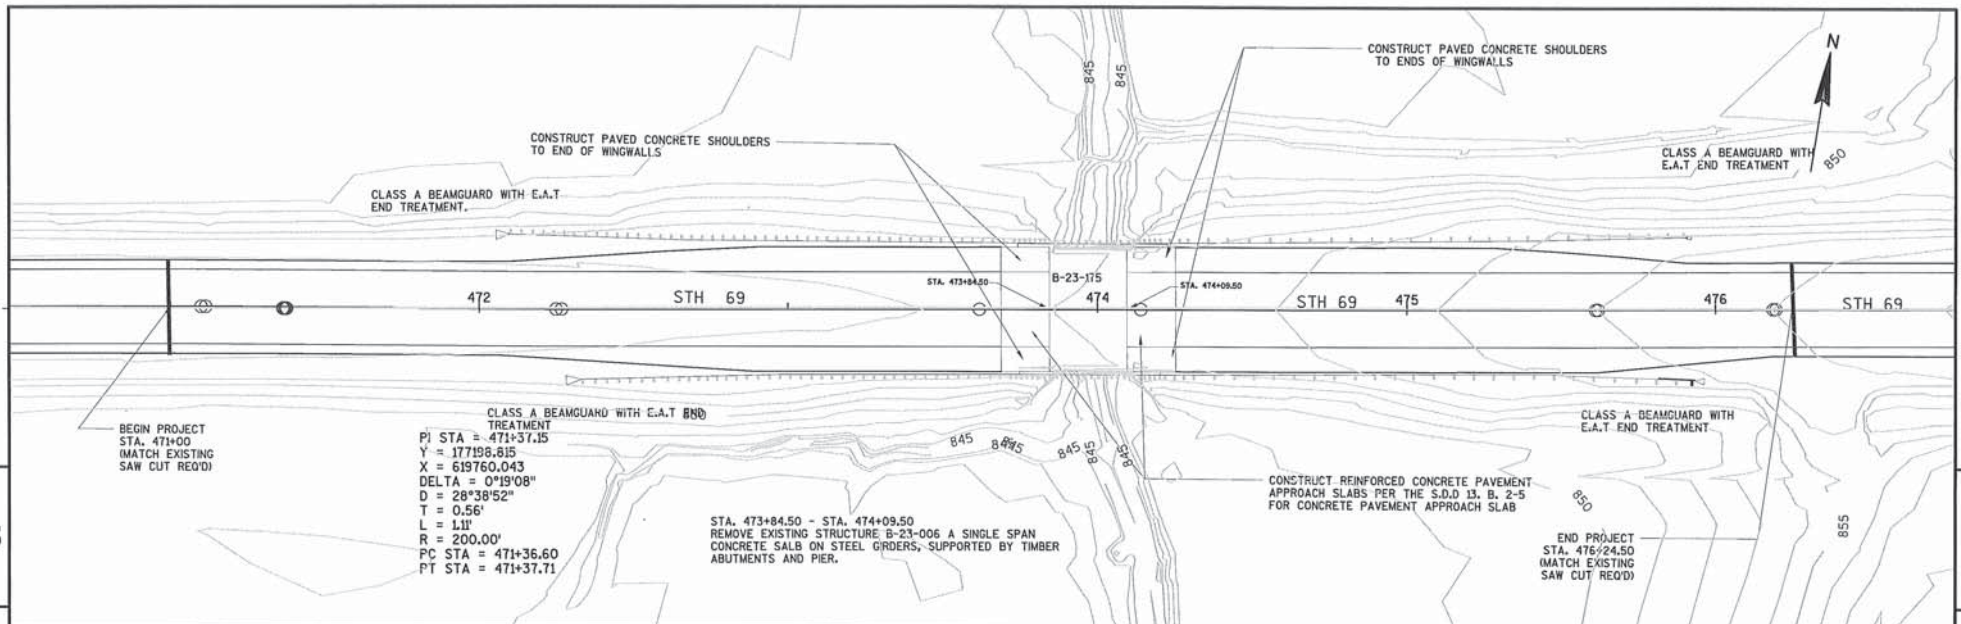 845
845
CONSTRUCT PAVED CONCRETE SHOULDERS
TO ENDS OF WINGWALLS
N
CONSTRUCT PAVED CONCRETE SHOULDERS
TO END OF WINGWALLS
CLASS A BEAMGUARD WITH
E.A.T END TREATMENT
850
CLASS A BEAMGUARD WITH E.A.T
END TREATMENT.
STA. 473+84.50
B-23-175
STA. 474+09.50
472
STH 69
474
STH 69
475
476
STH 69
BEGIN PROJECT
STA. 471+00
(MATCH EXISTING
SAW CUT REQ'D)
CLASS A BEAMGUARD WITH E.A.T END
TREATMENT
850
PI STA = 471+37.15
Y = 177198.815
X = 619760.043
DELTA = 0°19'08"
D = 28°38'52"
T = 0.56'
L = 1.11'
R = 200.00'
PC STA = 471+36.60
PT STA = 471+37.71
845
845
845
845
845
STA. 473+84.50 - STA. 474+09.50
REMOVE EXISTING STRUCTURE B-23-006 A SINGLE SPAN
CONCRETE SALB ON STEEL GIRDERS, SUPPORTED BY TIMBER
ABUTMENTS AND PIER.
CONSTRUCT REINFORCED CONCRETE PAVEMENT
APPROACH SLABS PER THE S.D.D 13. B. 2-5
FOR CONCRETE PAVEMENT APPROACH SLAB
CLASS A BEAMGUARD WITH
E.A.T END TREATMENT
850
855
END PROJECT
STA. 476+24.50
(MATCH EXISTING
SAW CUT REQ'D)